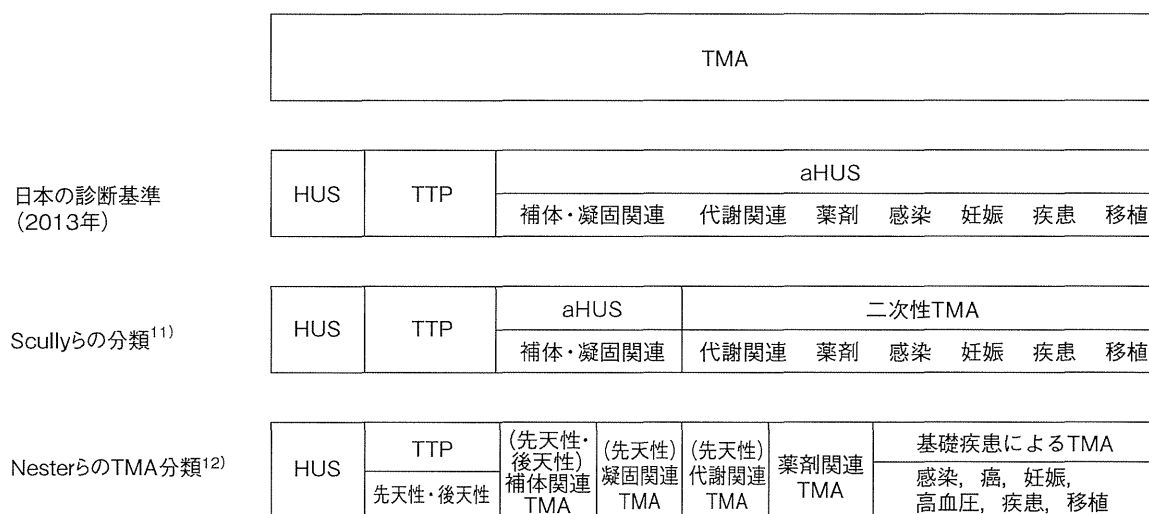 TMA
日本の診断基準
(2013年)
HUS
TTP
aHUS
補体・凝固関連 代謝関連 薬剤 感染 妊娠 疾患 移植
Scullyらの分類11)
HUS
TTP
aHUS
二次性TMA
補体・凝固関連 代謝関連 薬剤 感染 妊娠 疾患 移植
NesterらのTMA分類12)
HUS
TTP
先天性・後天性
(先天性・
後天性)
補体関連
TMA
(先天性)
凝固関連
TMA
(先天性)
代謝関連
TMA
薬剤関連
TMA
基礎疾患によるTMA
感染, 癌, 妊娠,
高血圧, 疾患, 移植